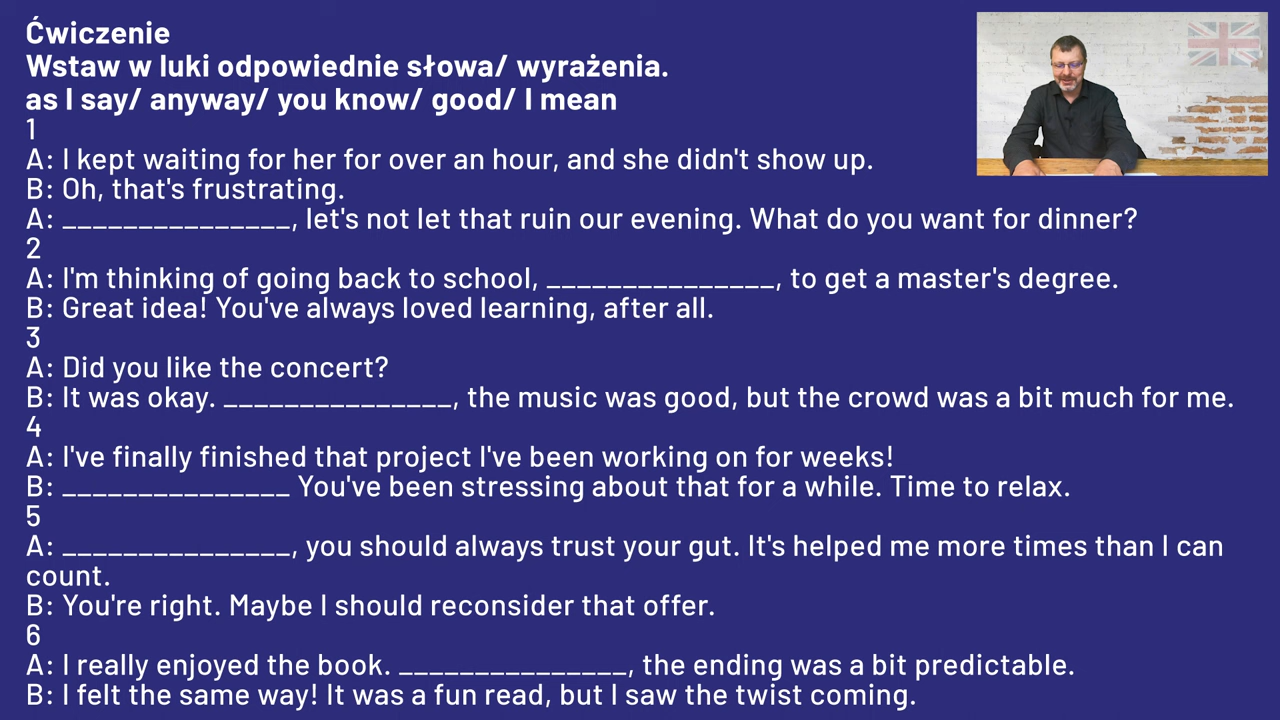 Ćwiczenie
Wstaw w luki odpowiednie słowa/ wyrażenia.
as I say/ anyway/ you know/ good/ I mean
1
A: I kept waiting for her for over an hour, and she didn't show up.
B: Oh, that's frustrating.
A: _______________, let's not let that ruin our evening. What do you want for dinner?
2
A: I'm thinking of going back to school, _______________, to get a master's degree.
B: Great idea! You've always loved learning, after all.
3
A: Did you like the concert?
B: It was okay. _______________, the music was good, but the crowd was a bit much for me.
4
A: I've finally finished that project I've been working on for weeks!
B: _______________ You've been stressing about that for a while. Time to relax.
5
A: _______________, you should always trust your gut. It's helped me more times than I can
count.
B: You're right. Maybe I should reconsider that offer.
6
A: I really enjoyed the book. _______________, the ending was a bit predictable.
B: I felt the same way! It was a fun read, but I saw the twist coming.